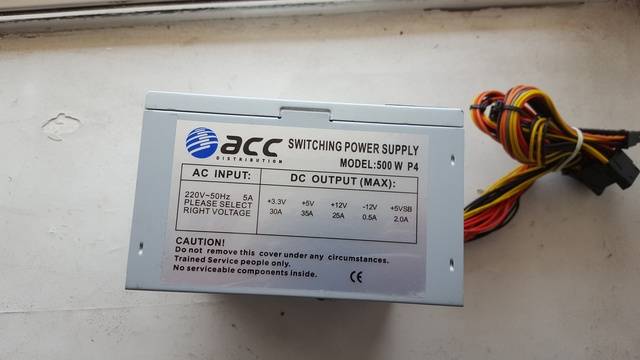 acc
DISTRIBUTION
SWITCHING POWER SUPPLY
MODEL:500 W P4
AC INPUT:
DC OUTPUT (MAX):
220V~50Hz 5A
PLEASE SELECT
RIGHT VOLTAGE
+3.3V +5V +12V -12V +5VSB
30A 35A 25A 0.5A 2.0A
CAUTION!
Do not remove this cover under any circumstances.
Trained Service people only.
No serviceable components inside.
CE